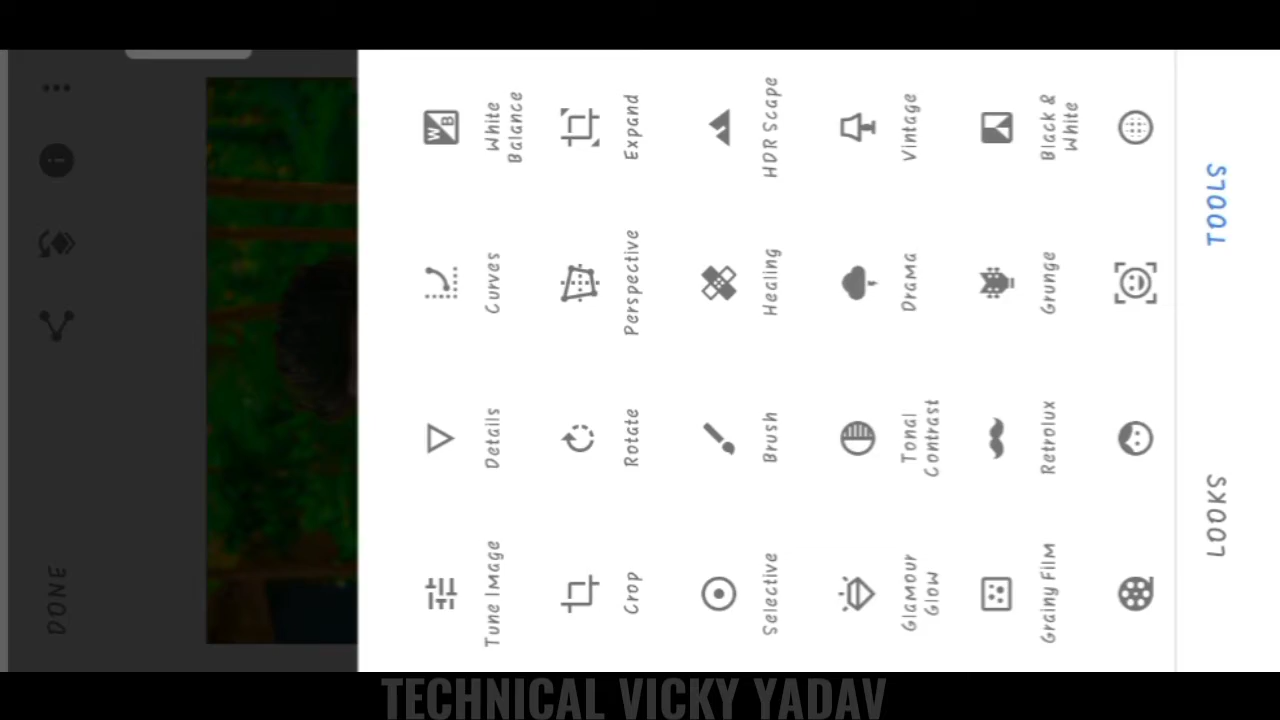 DONE
WB
Tune Image
Details
Curves
White
Balance
Crop
Rotate
Perspective
Expand
Selective
Brush
Healing
HDR Scape
Glamour
Glow
Tonal
Contrast
Drama
Vintage
Grainy Film
Retrolux
Grunge
Black &
White
LOOKS
TOOLS
TECHNICAL VICKY YADAV